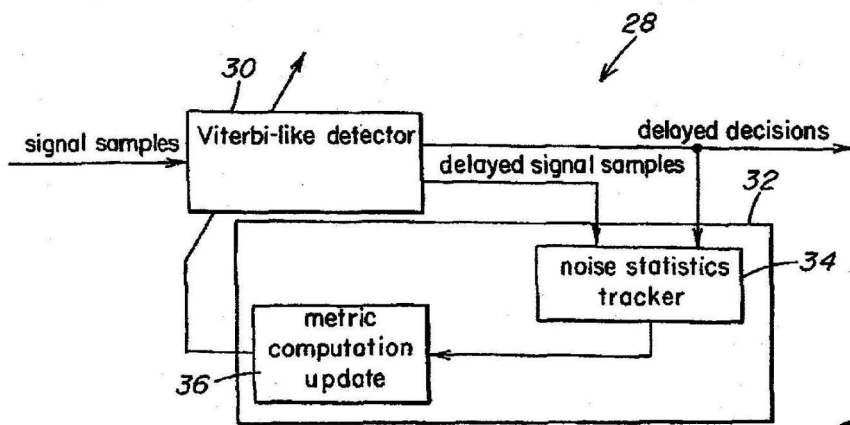 28
30
signal samples
Viterbi-like detector
delayed decisions
delayed signal samples
32
noise statistics
tracker
34
metric
computation
update
36